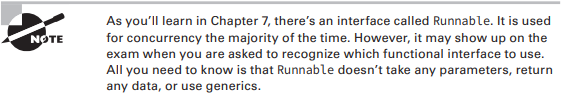 NOTE
As you'll learn in Chapter 7, there's an interface called Runnable. It is used
for concurrency the majority of the time. However, it may show up on the
exam when you are asked to recognize which functional interface to use.
All you need to know is that Runnable doesn't take any parameters, return
any data, or use generics.